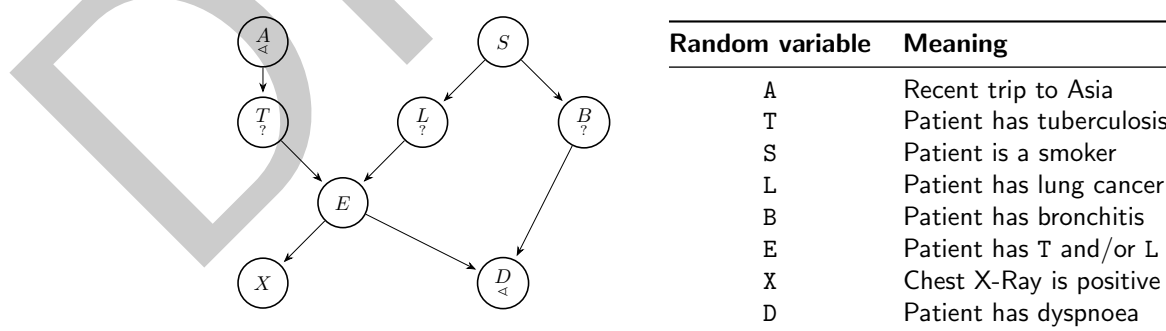 A
∢
S
T
?
L
?
B
?
E
X
D
∢
Random variable Meaning
A Recent trip to Asia
T Patient has tuberculosis
S Patient is a smoker
L Patient has lung cancer
B Patient has bronchitis
E Patient has T and/or L
X Chest X-Ray is positive
D Patient has dyspnoea